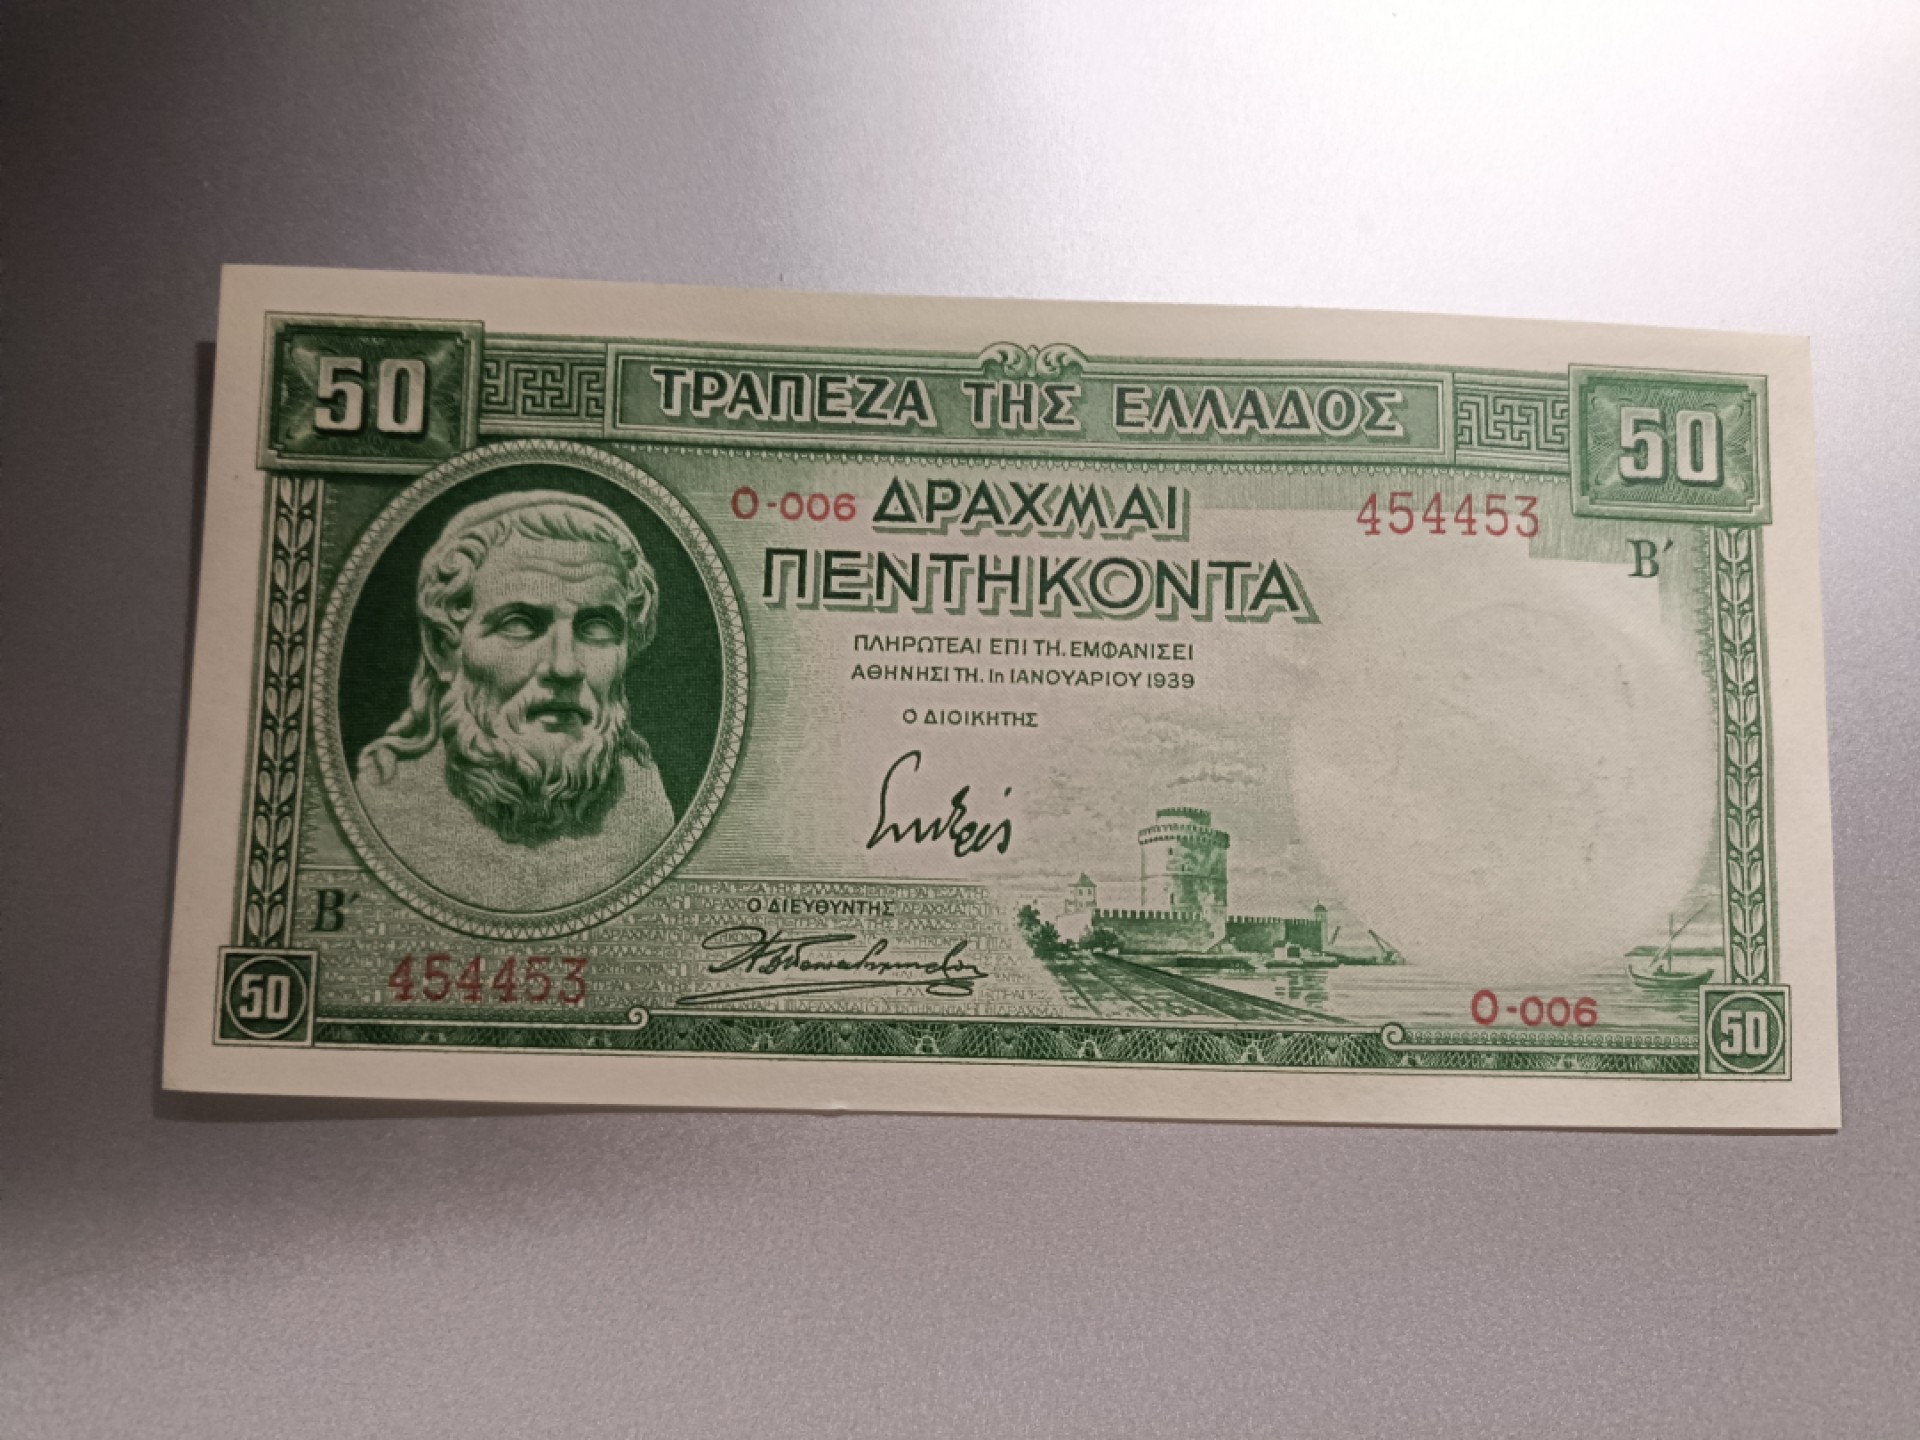 50 ΤΡΑΠΕΖΑ ΤΗΣ ΕΛΛΑΔΟΣ 50
Ο-006 ΔΡΑΧΜΑΙ 454453
ΠΕΝΤΗΚΟΝΤΑ Β΄
ΠΛΗΡΩΤΕΑΙ ΕΠΙ ΤΗ. ΕΜΦΑΝΙΣΕΙ
ΑΘΗΝΗΣΙ ΤΗ. 1η ΙΑΝΟΥΑΡΙΟΥ 1939
Ο ΔΙΟΙΚΗΤΗΣ
Β΄ Ο ΔΙΕΥΘΥΝΤΗΣ
454453
Ο-006
50 50